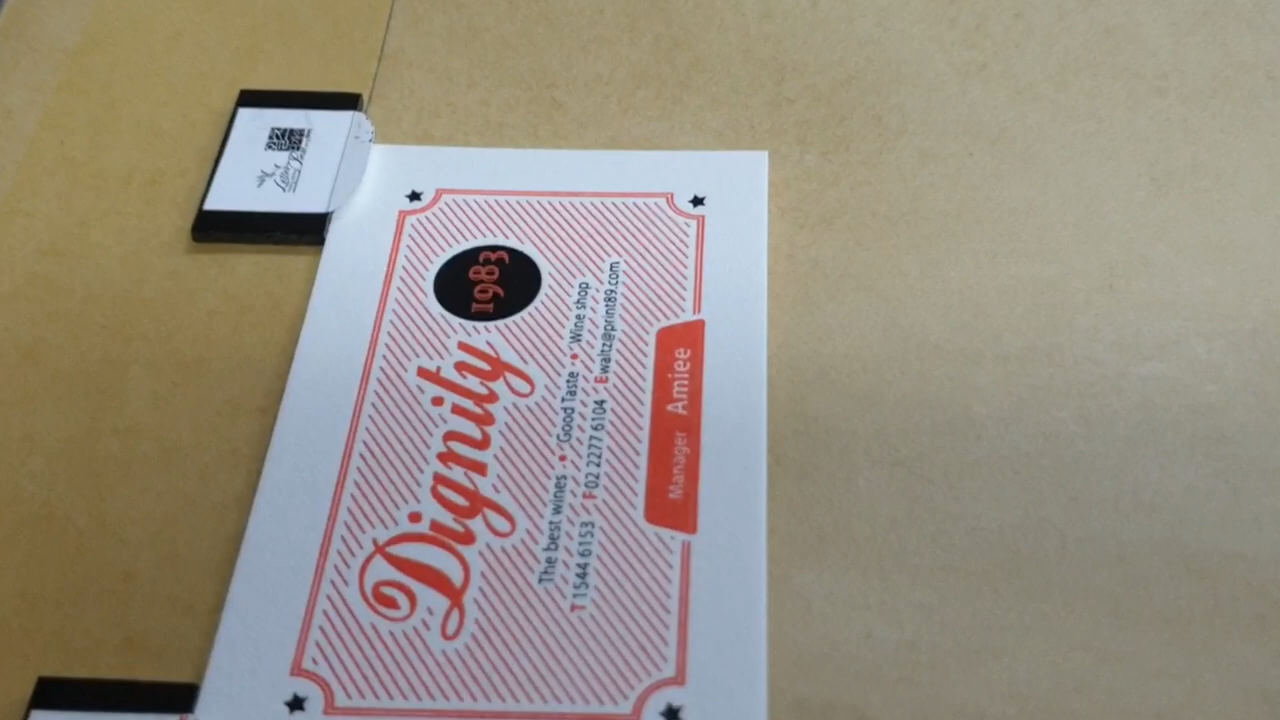 Dignity
1983
The best wines • Good Taste • Wine shop
T 1544 6153 F 02 2277 6104 E waltz@print89.com
Manager Amiee